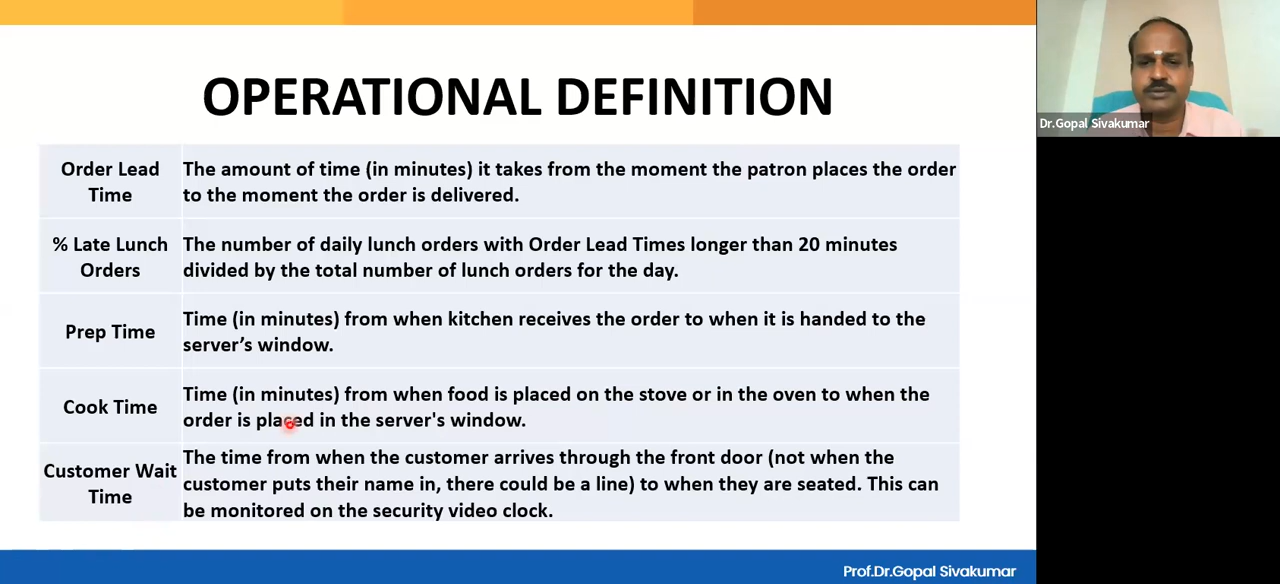 OPERATIONAL DEFINITION
Order Lead
Time
The amount of time (in minutes) it takes from the moment the patron places the order
to the moment the order is delivered.
% Late Lunch
Orders
The number of daily lunch orders with Order Lead Times longer than 20 minutes
divided by the total number of lunch orders for the day.
Prep Time
Time (in minutes) from when kitchen receives the order to when it is handed to the
server’s window.
Cook Time
Time (in minutes) from when food is placed on the stove or in the oven to when the
order is placed in the server's window.
Customer Wait
Time
The time from when the customer arrives through the front door (not when the
customer puts their name in, there could be a line) to when they are seated. This can
be monitored on the security video clock.
Prof.Dr.Gopal Sivakumar
Dr.Gopal Sivakumar